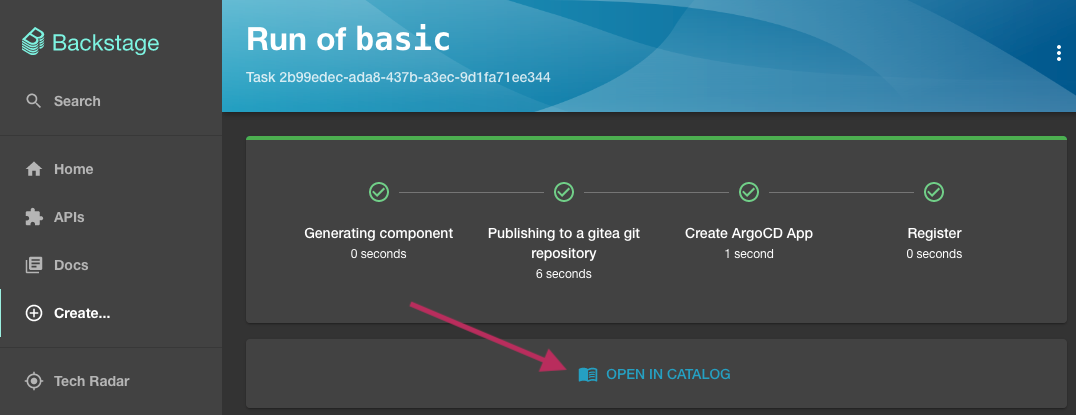 Backstage
Search
Home
APIs
Docs
Create...
Tech Radar
Run of basic
Task 2b99edec-ada8-437b-a3ec-9d1fa71ee344
Generating component
0 seconds
Publishing to a gitea git
repository
6 seconds
Create ArgoCD App
1 second
Register
0 seconds
OPEN IN CATALOG